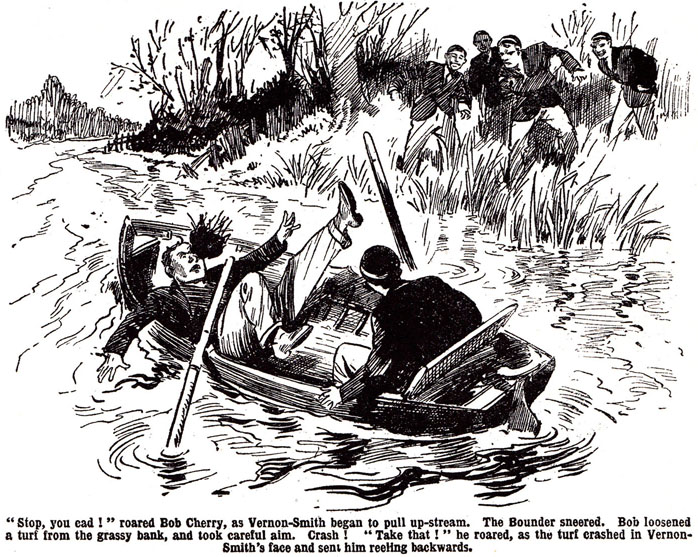 “Stop, you cad !” roared Bob Cherry, as Vernon-Smith began to pull up-stream. The Bounder sneered. Bob loosened
a turf from the grassy bank, and took careful aim. Crash ! “Take that !” he roared, as the turf crashed in Vernon-
Smith’s face and sent him reeling backwards.